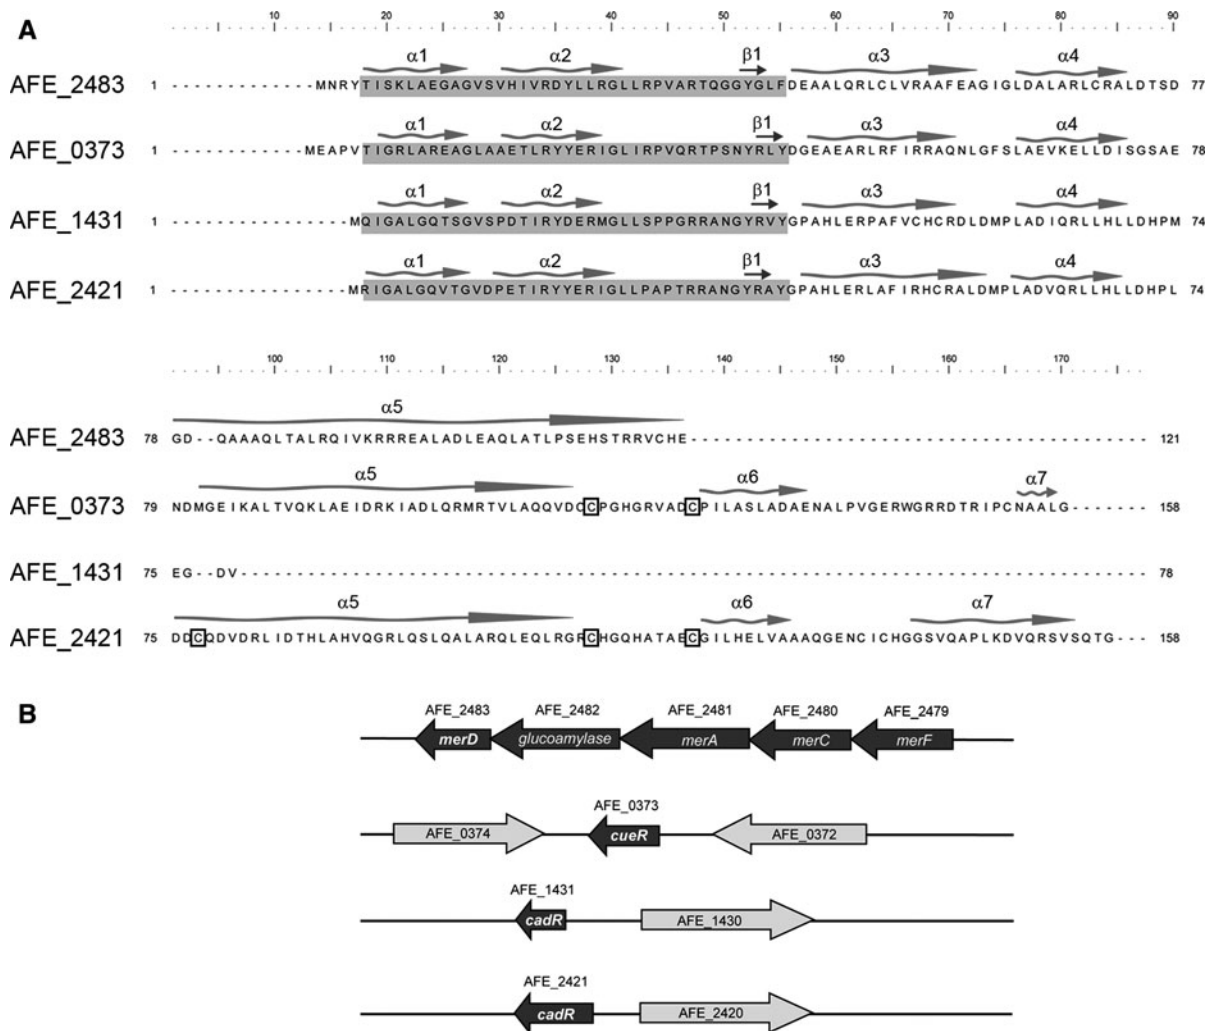 A
0 10 20 30 40 50 60 70 80 90
α1 α2 β1 α3 α4
AFE_2483 1 -------------MNRYTISKLAEGAGVSVHIVRDYLLRGLLRPVARTQGGYGLFDEAALQRLCLVRAAFEAGIGLDALARLCRALDTSD 77
α1 α2 β1 α3 α4
AFE_0373 1 ------------MEAPVTIGRLAREAGLAAETLRYYERIGLIRPVQRTPSNYRLYDGEAEARLRFIRRAQNLGFSLAEVKELLDISGSAE 78
α1 α2 β1 α3 α4
AFE_1431 1 ----------------MQIGALGQTSGVSPDTIRYDERMGLLSPPGRRANGYRVYGPAHLERPAFVCHCRDLDMPLADIQRLLHLLDHPM 74
α1 α2 β1 α3 α4
AFE_2421 1 ----------------MRIGALGQVTGVDPETIRYYERIGLLPAPTRRANGYRAYGPAHLERLAFIRHCRALDMPLADVQRLLHLLDHPL 74
100 110 120 130 140 150 160 170
α5
AFE_2483 78 GD--QAAAQLTALRQIVKRRREALADLEAQLATLPSEHSTRRVCHE----------------------------------------- 121
α5 α6 α7
AFE_0373 79 NDMGEIKALTVQKLAEIDRKIADLQRMRTVLAQQVDCCPGHGRVADCPILASLADAENALPVGERWGRRDTRIPCNAALG------- 158
AFE_1431 75 EG--DV--------------------------------------------------------------------------------- 78
α5 α6 α7
AFE_2421 75 DDCQDVDRLIDTHLAHVQGRLQSLQALARQLEQLRGRCHGQHATAECGILHELVAAAQGENCICHGGSVQAPLKDVQRSVSQTG--- 158
B
AFE_2483 AFE_2482 AFE_2481 AFE_2480 AFE_2479
merD glucoamylase merA merC merF
AFE_0373
AFE_0374 cueR AFE_0372
AFE_1431
cadR AFE_1430
AFE_2421
cadR AFE_2420